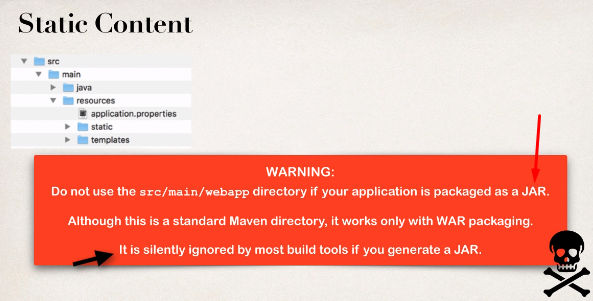 Static Content
src
main
java
resources
application.properties
static
templates
WARNING:
Do not use the src/main/webapp directory if your application is packaged as a JAR.
Although this is a standard Maven directory, it works only with WAR packaging.
It is silently ignored by most build tools if you generate a JAR.